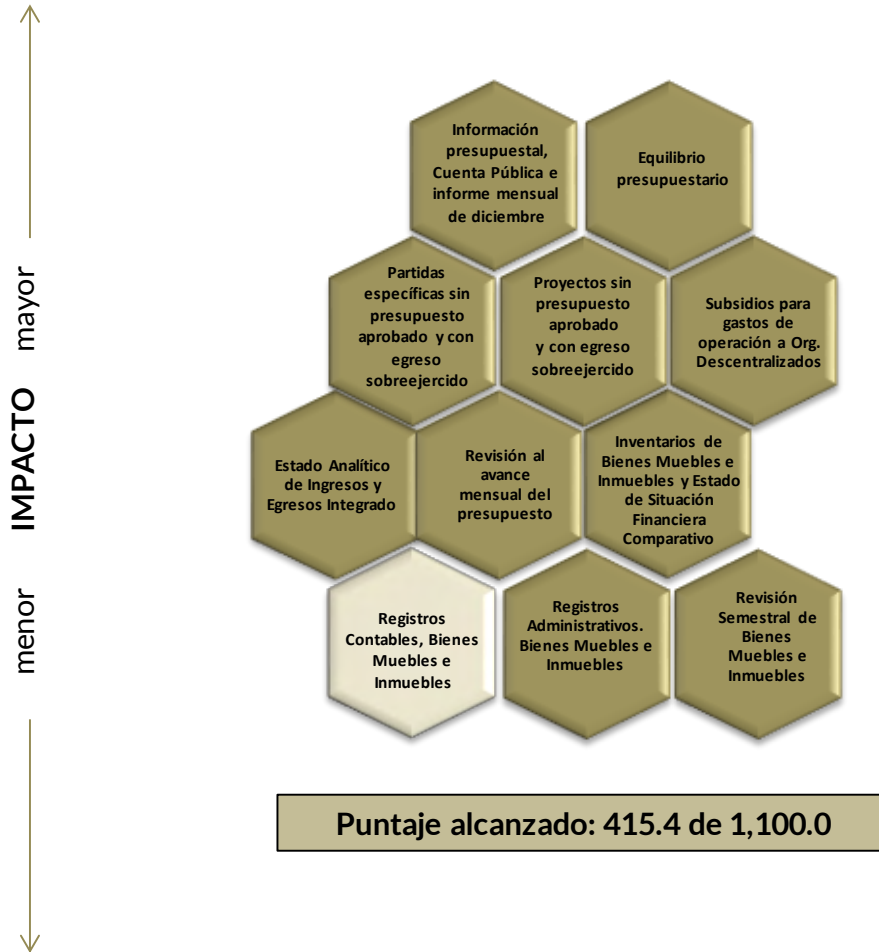 Información
presupuestal,
Cuenta Pública e
informe mensual
de diciembre
Equilibrio
presupuestario
Partidas
específicas sin
presupuesto
aprobado y con
egreso
sobreejercido
Proyectos sin
presupuesto
aprobado
y con egreso
sobreejercido
Subsidios para
gastos de
operación a Org.
Descentralizados
Estado Analítico
de Ingresos y
Egresos Integrado
Revisión al
avance
mensual del
presupuesto
Inventarios de
Bienes Muebles e
Inmuebles y Estado
de Situación
Financiera
Comparativo
Registros
Contables, Bienes
Muebles e
Inmuebles
Registros
Administrativos.
Bienes Muebles e
Inmuebles
Revisión
Semestral de
Bienes
Muebles e
Inmuebles
menor IMPACTO mayor
Puntaje alcanzado: 415.4 de 1,100.0